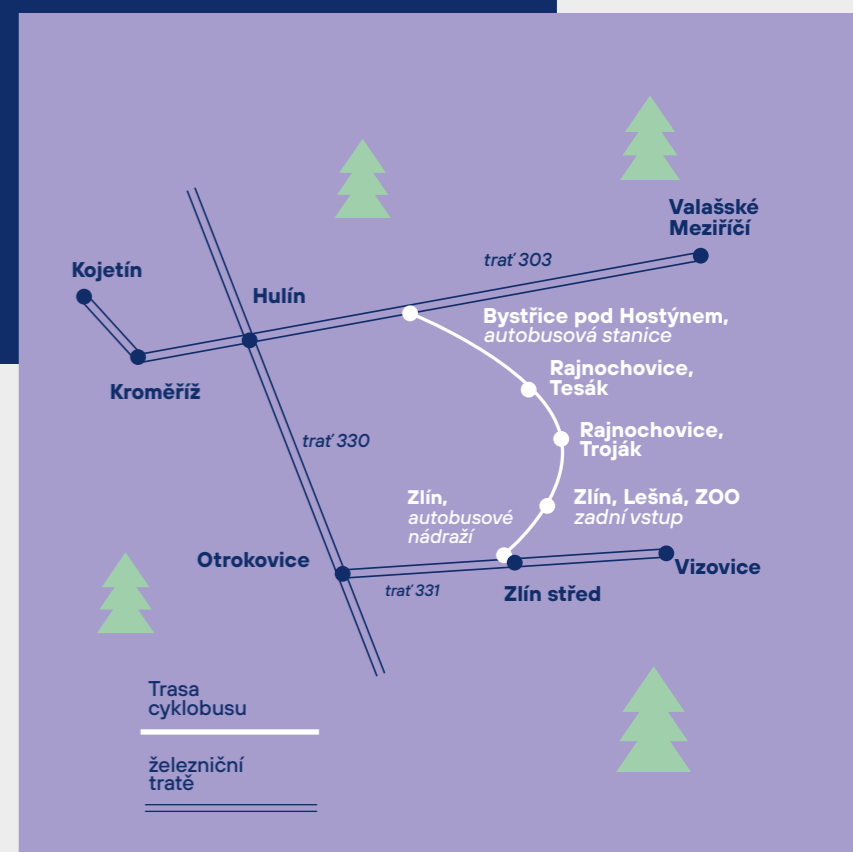 Valašské
Meziříčí
trať 303
Kojetín
Hulín
Bystřice pod Hostýnem,
autobusová stanice
Rajnochovice,
Tesák
Kroměříž
Rajnochovice,
Troják
trať 330
Zlín, Lešná, ZOO
zadní vstup
Zlín,
autobusové
nádraží
Otrokovice
Vizovice
trať 331
Zlín střed
Trasa
cyklobusu
železniční
tratě